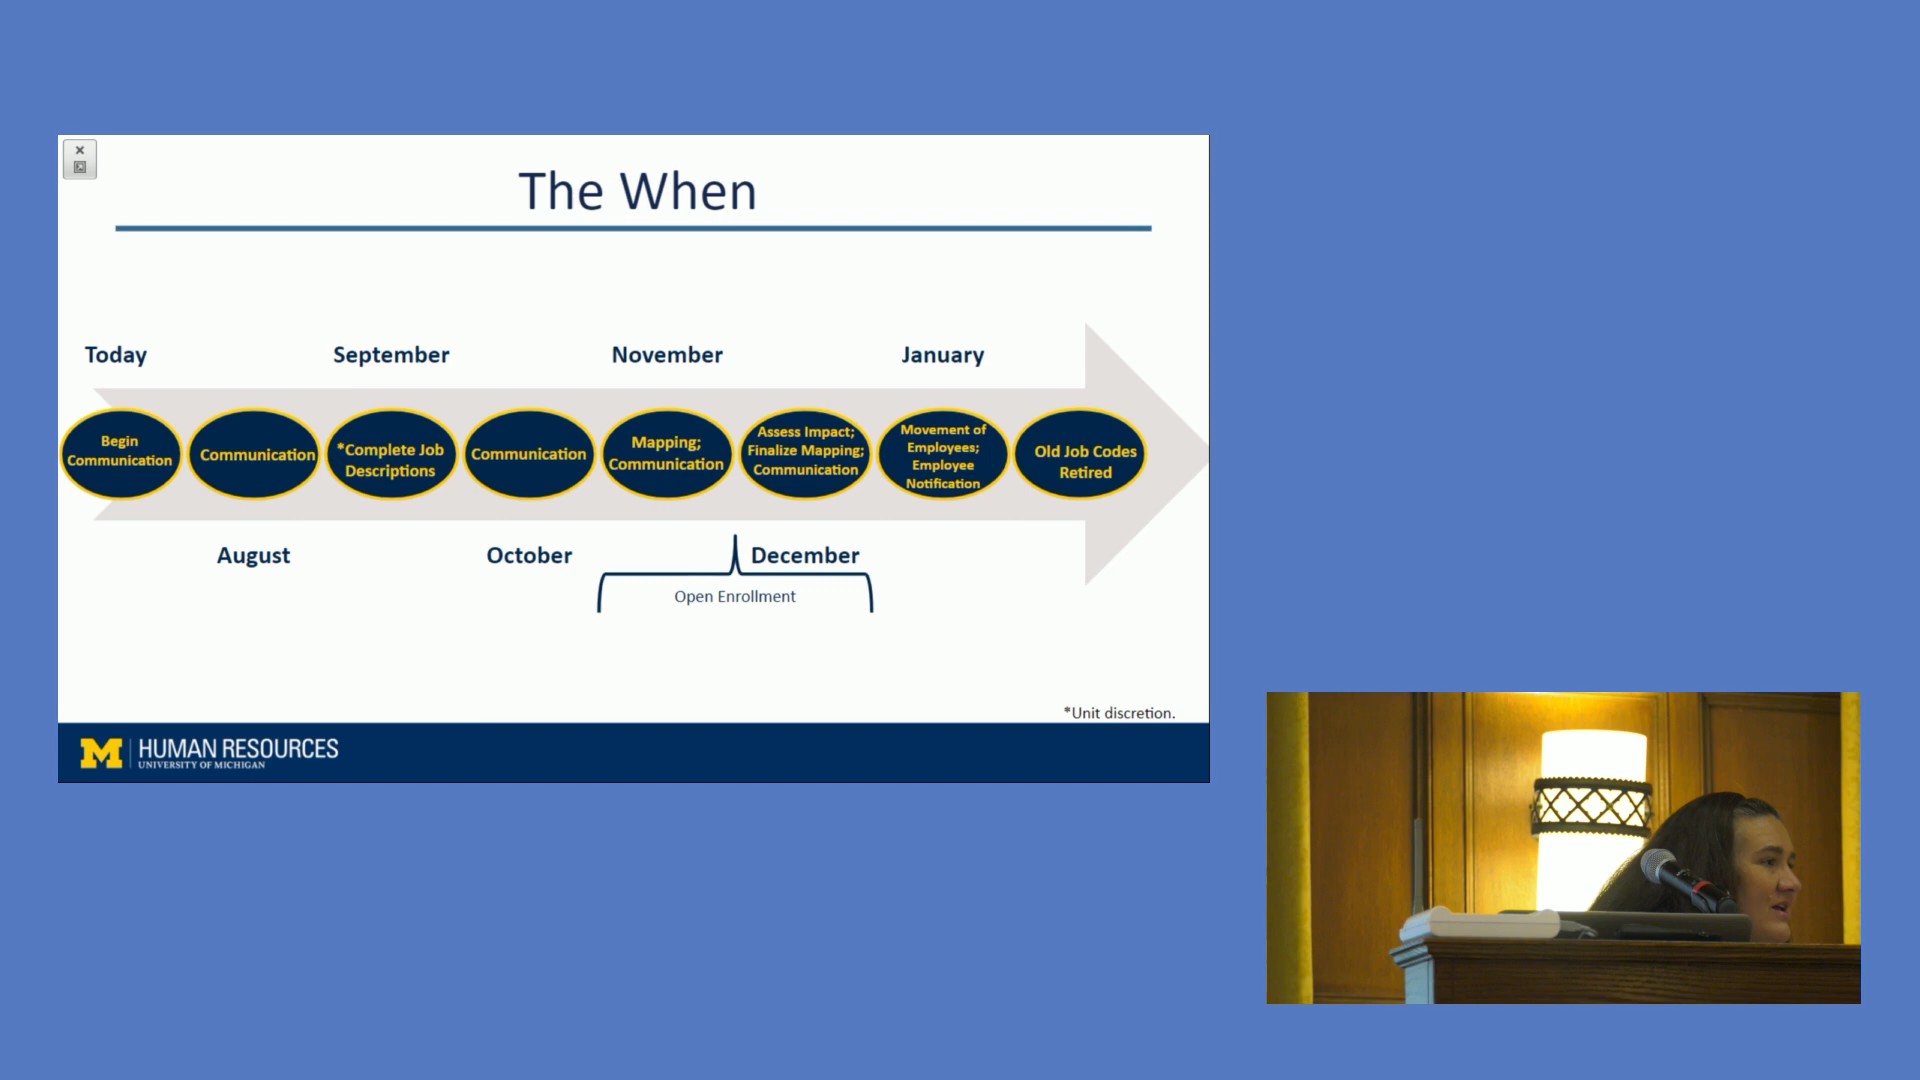 The When
Today
September
November
January
Begin
Communication
Communication
*Complete Job
Descriptions
Communication
Mapping;
Communication
Assess Impact;
Finalize Mapping;
Communication
Movement of
Employees;
Employee
Notification
Old Job Codes
Retired
August
October
December
Open Enrollment
*Unit discretion.
M
HUMAN RESOURCES
UNIVERSITY OF MICHIGAN